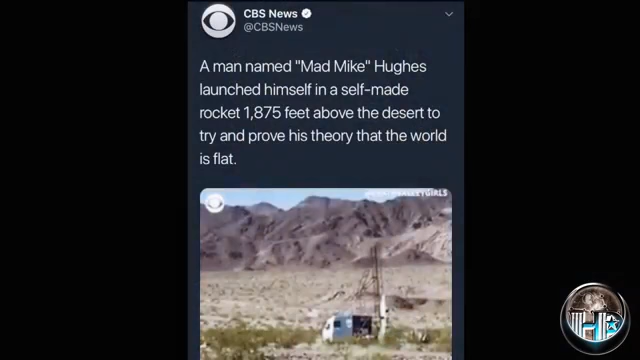 CBS News
@CBSNews
A man named "Mad Mike" Hughes
launched himself in a self-made
rocket 1,875 feet above the desert to
try and prove his theory that the world
is flat.